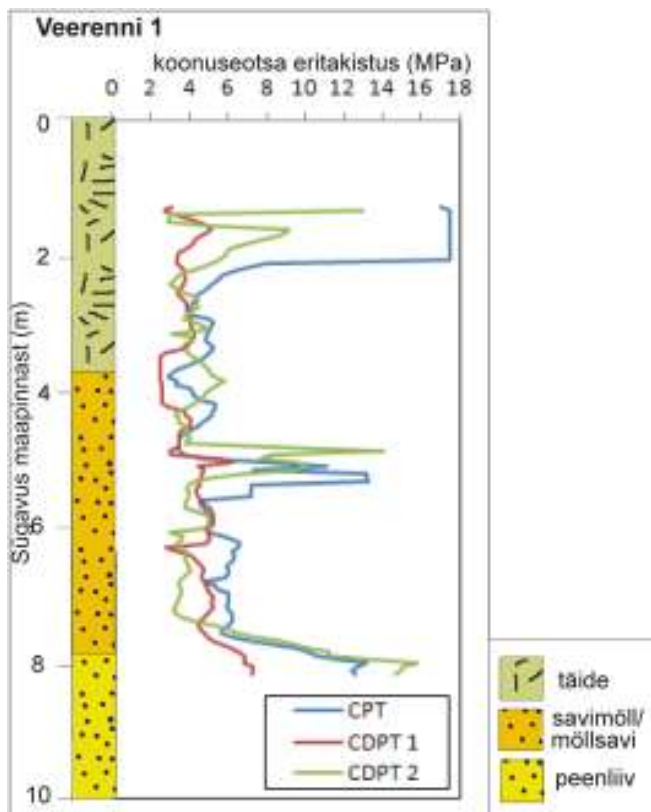 Veerenni 1
koonuseotsa eritakistus (MPa)
0 2 4 6 8 10 12 14 16 18
Sügavus maapinnast (m)
0
2
4
6
8
10
CPT
CDPT 1
CDPT 2
täide
savimöll/
möllsavi
peenliiv